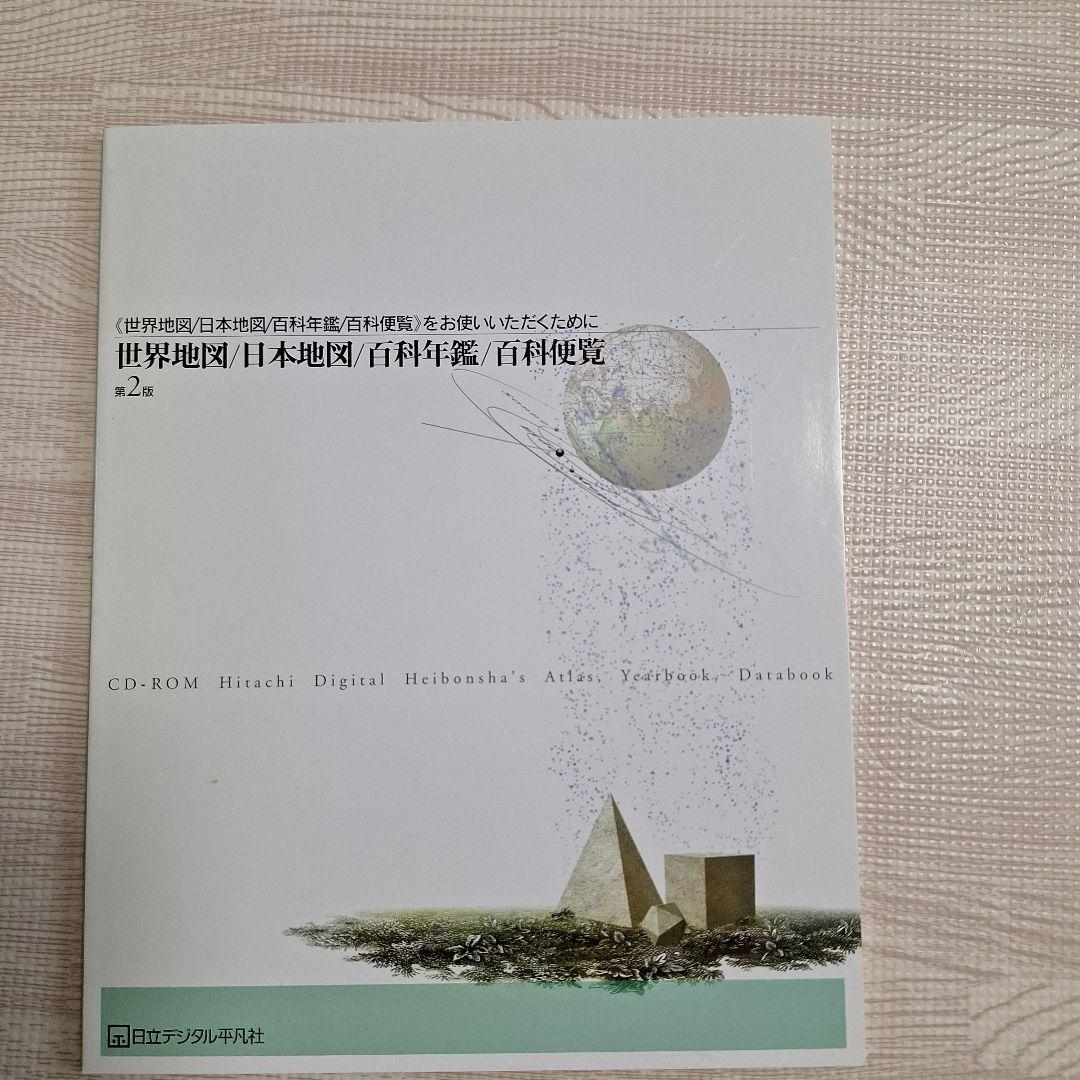 《世界地図/日本地図/百科年鑑/百科便覧》をお使いいただくために
世界地図/日本地図/百科年鑑/百科便覧
第2版
CD-ROM Hitachi Digital Heibonsha's Atlas, Yearbook, Databook
日立デジタル平凡社